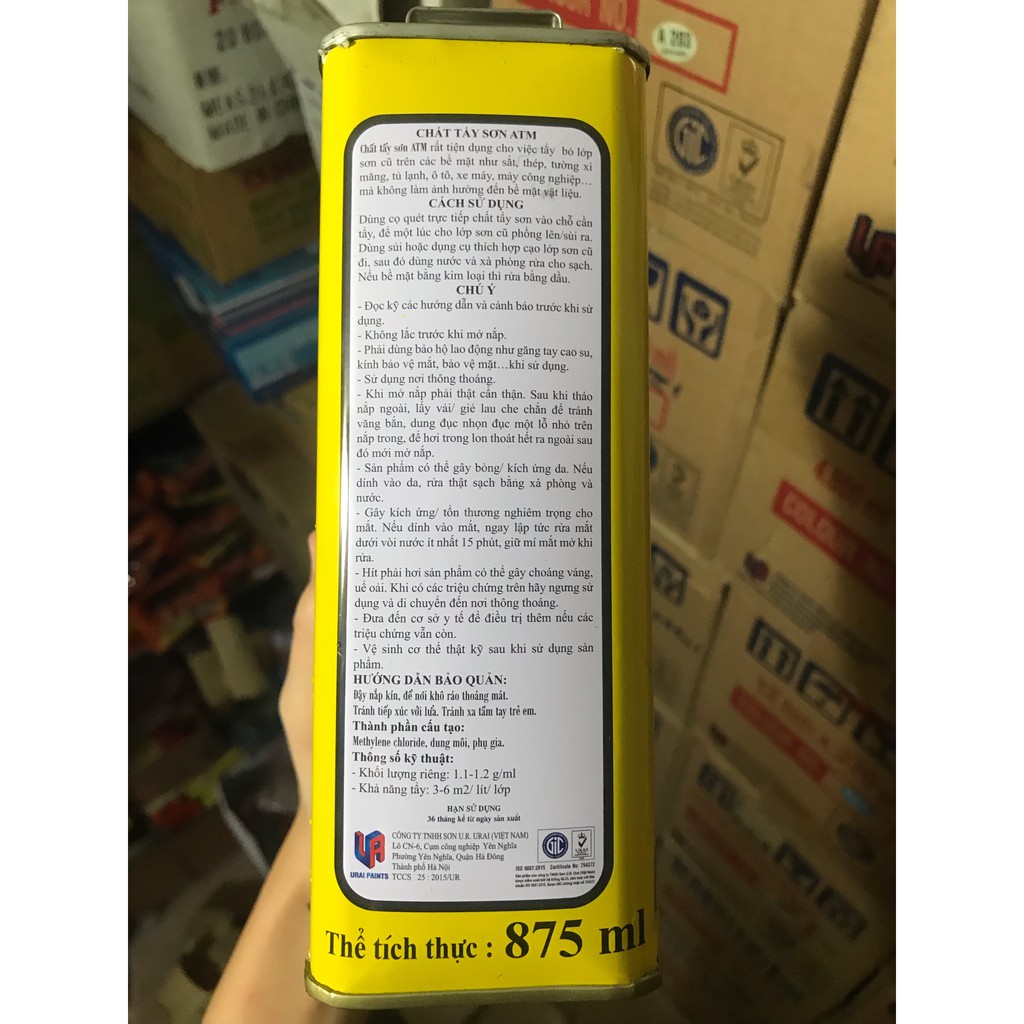 CHẤT TẨY SƠN ATM
Chất tẩy sơn ATM rất tiện dụng cho việc tẩy bỏ lớp
sơn cũ trên các bề mặt như sắt, thép, tường xi
măng, tủ lạnh, ô tô, xe máy, máy công nghiệp…
mà không làm ảnh hưởng đến bề mặt vật liệu.
CÁCH SỬ DỤNG
Dùng cọ quét trực tiếp chất tẩy sơn vào chỗ cần
tẩy, để một lúc cho lớp sơn cũ phồng lên/sùi ra.
Dùng sủi hoặc dụng cụ thích hợp cạo lớp sơn cũ
đi, sau đó dùng nước và xà phòng rửa cho sạch.
Nếu bề mặt bằng kim loại thì rửa bằng dầu.
CHÚ Ý
- Đọc kỹ các hướng dẫn và cảnh báo trước khi sử
dụng.
- Không lắc trước khi mở nắp.
- Phải dùng bảo hộ lao động như găng tay cao su,
kính bảo vệ mắt, bảo vệ mặt…khi sử dụng.
- Sử dụng nơi thông thoáng.
- Khi mở nắp phải thật cẩn thận. Sau khi tháo
nắp ngoài, lấy vải/ giẻ lau che chắn để tránh
văng bắn, dung đục nhọn đục một lỗ nhỏ trên
nắp trong, để hơi trong lon thoát hết ra ngoài sau
đó mới mở nắp.
- Sản phẩm có thể gây bỏng/ kích ứng da. Nếu
dính vào da, rửa thật sạch bằng xà phòng và
nước.
- Gây kích ứng/ tổn thương nghiêm trọng cho
mắt. Nếu dính vào mắt, ngay lập tức rửa mắt
dưới vòi nước ít nhất 15 phút, giữ mí mắt mở khi
rửa.
- Hít phải hơi sản phẩm có thể gây choáng váng,
uể oải. Khi có các triệu chứng trên hãy ngưng sử
dụng và di chuyển đến nơi thông thoáng.
- Đưa đến cơ sở y tế để điều trị thêm nếu các
triệu chứng vẫn còn.
- Vệ sinh cơ thể thật kỹ sau khi sử dụng sản
phẩm.
HƯỚNG DẪN BẢO QUẢN:
Đậy nắp kín, để nơi khô ráo thoáng mát.
Tránh tiếp xúc với lửa. Tránh xa tầm tay trẻ em.
Thành phần cấu tạo:
Methylene chloride, dung môi, phụ gia.
Thông số kỹ thuật:
- Khối lượng riêng: 1.1-1.2 g/ml
- Khả năng tẩy: 3-6 m2/ lít/ lớp
HẠN SỬ DỤNG
36 tháng kể từ ngày sản xuất
UR
URAI PAINTS
CÔNG TY TNHH SƠN U.R. URAI (VIỆT NAM)
Lô CN-6, Cụm công nghiệp Yên Nghĩa
Phường Yên Nghĩa, Quận Hà Đông
Thành phố Hà Nội
TCCS 25 : 2015/UR
GIC
UKAS
ISO 9001:2015 Certificate No. 794372
Thể tích thực : 875 ml
A 285
GIC
COLOUR
MADE IN